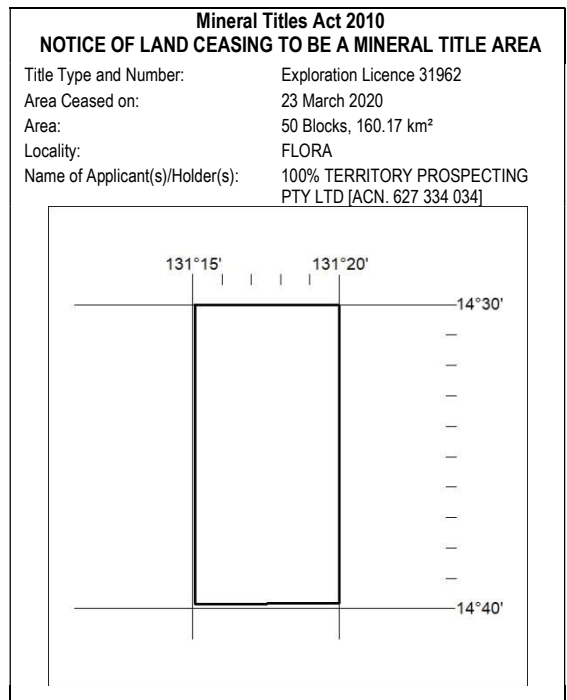 Mineral Titles Act 2010
NOTICE OF LAND CEASING TO BE A MINERAL TITLE AREA
Title Type and Number: Exploration Licence 31962
Area Ceased on: 23 March 2020
Area: 50 Blocks, 160.17 km²
Locality: FLORA
Name of Applicant(s)/Holder(s): 100% TERRITORY PROSPECTING
PTY LTD [ACN. 627 334 034]
131°15' 131°20'
14°30'
14°40'